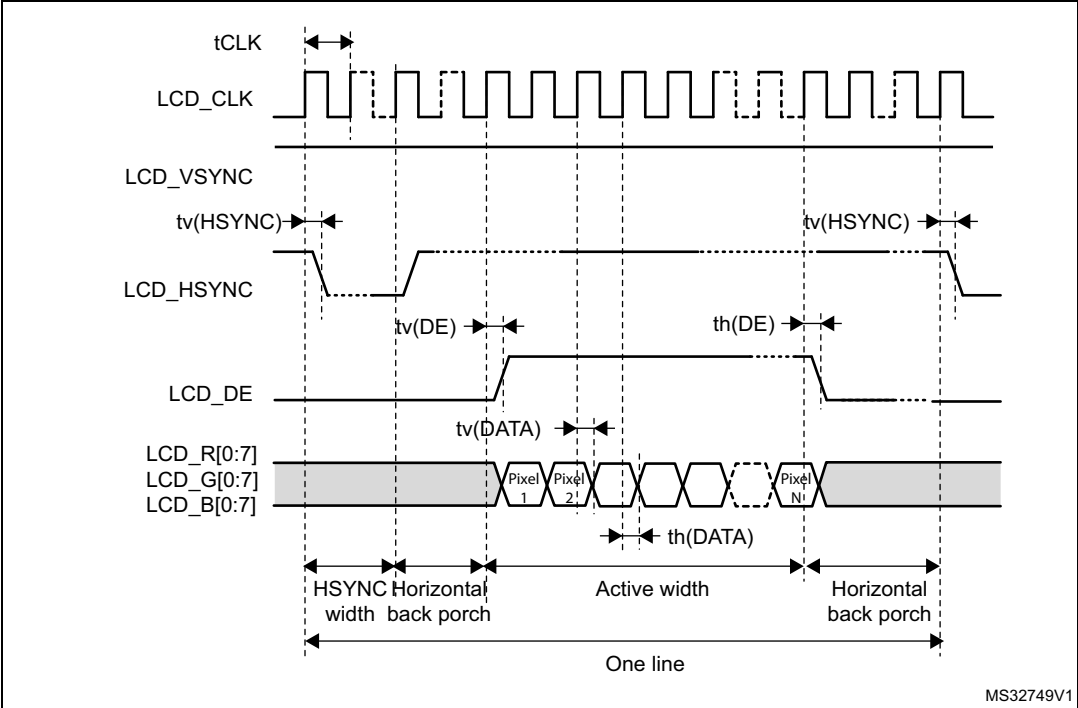 tCLK
LCD_CLK
LCD_VSYNC
tv(HSYNC)
tv(HSYNC)
LCD_HSYNC
tv(DE)
th(DE)
LCD_DE
tv(DATA)
LCD_R[0:7]
LCD_G[0:7]
LCD_B[0:7]
Pixel
1
Pixel
2
Pixel
N
th(DATA)
HSYNC
width
Horizontal
back porch
Active width
Horizontal
back porch
One line
MS32749V1